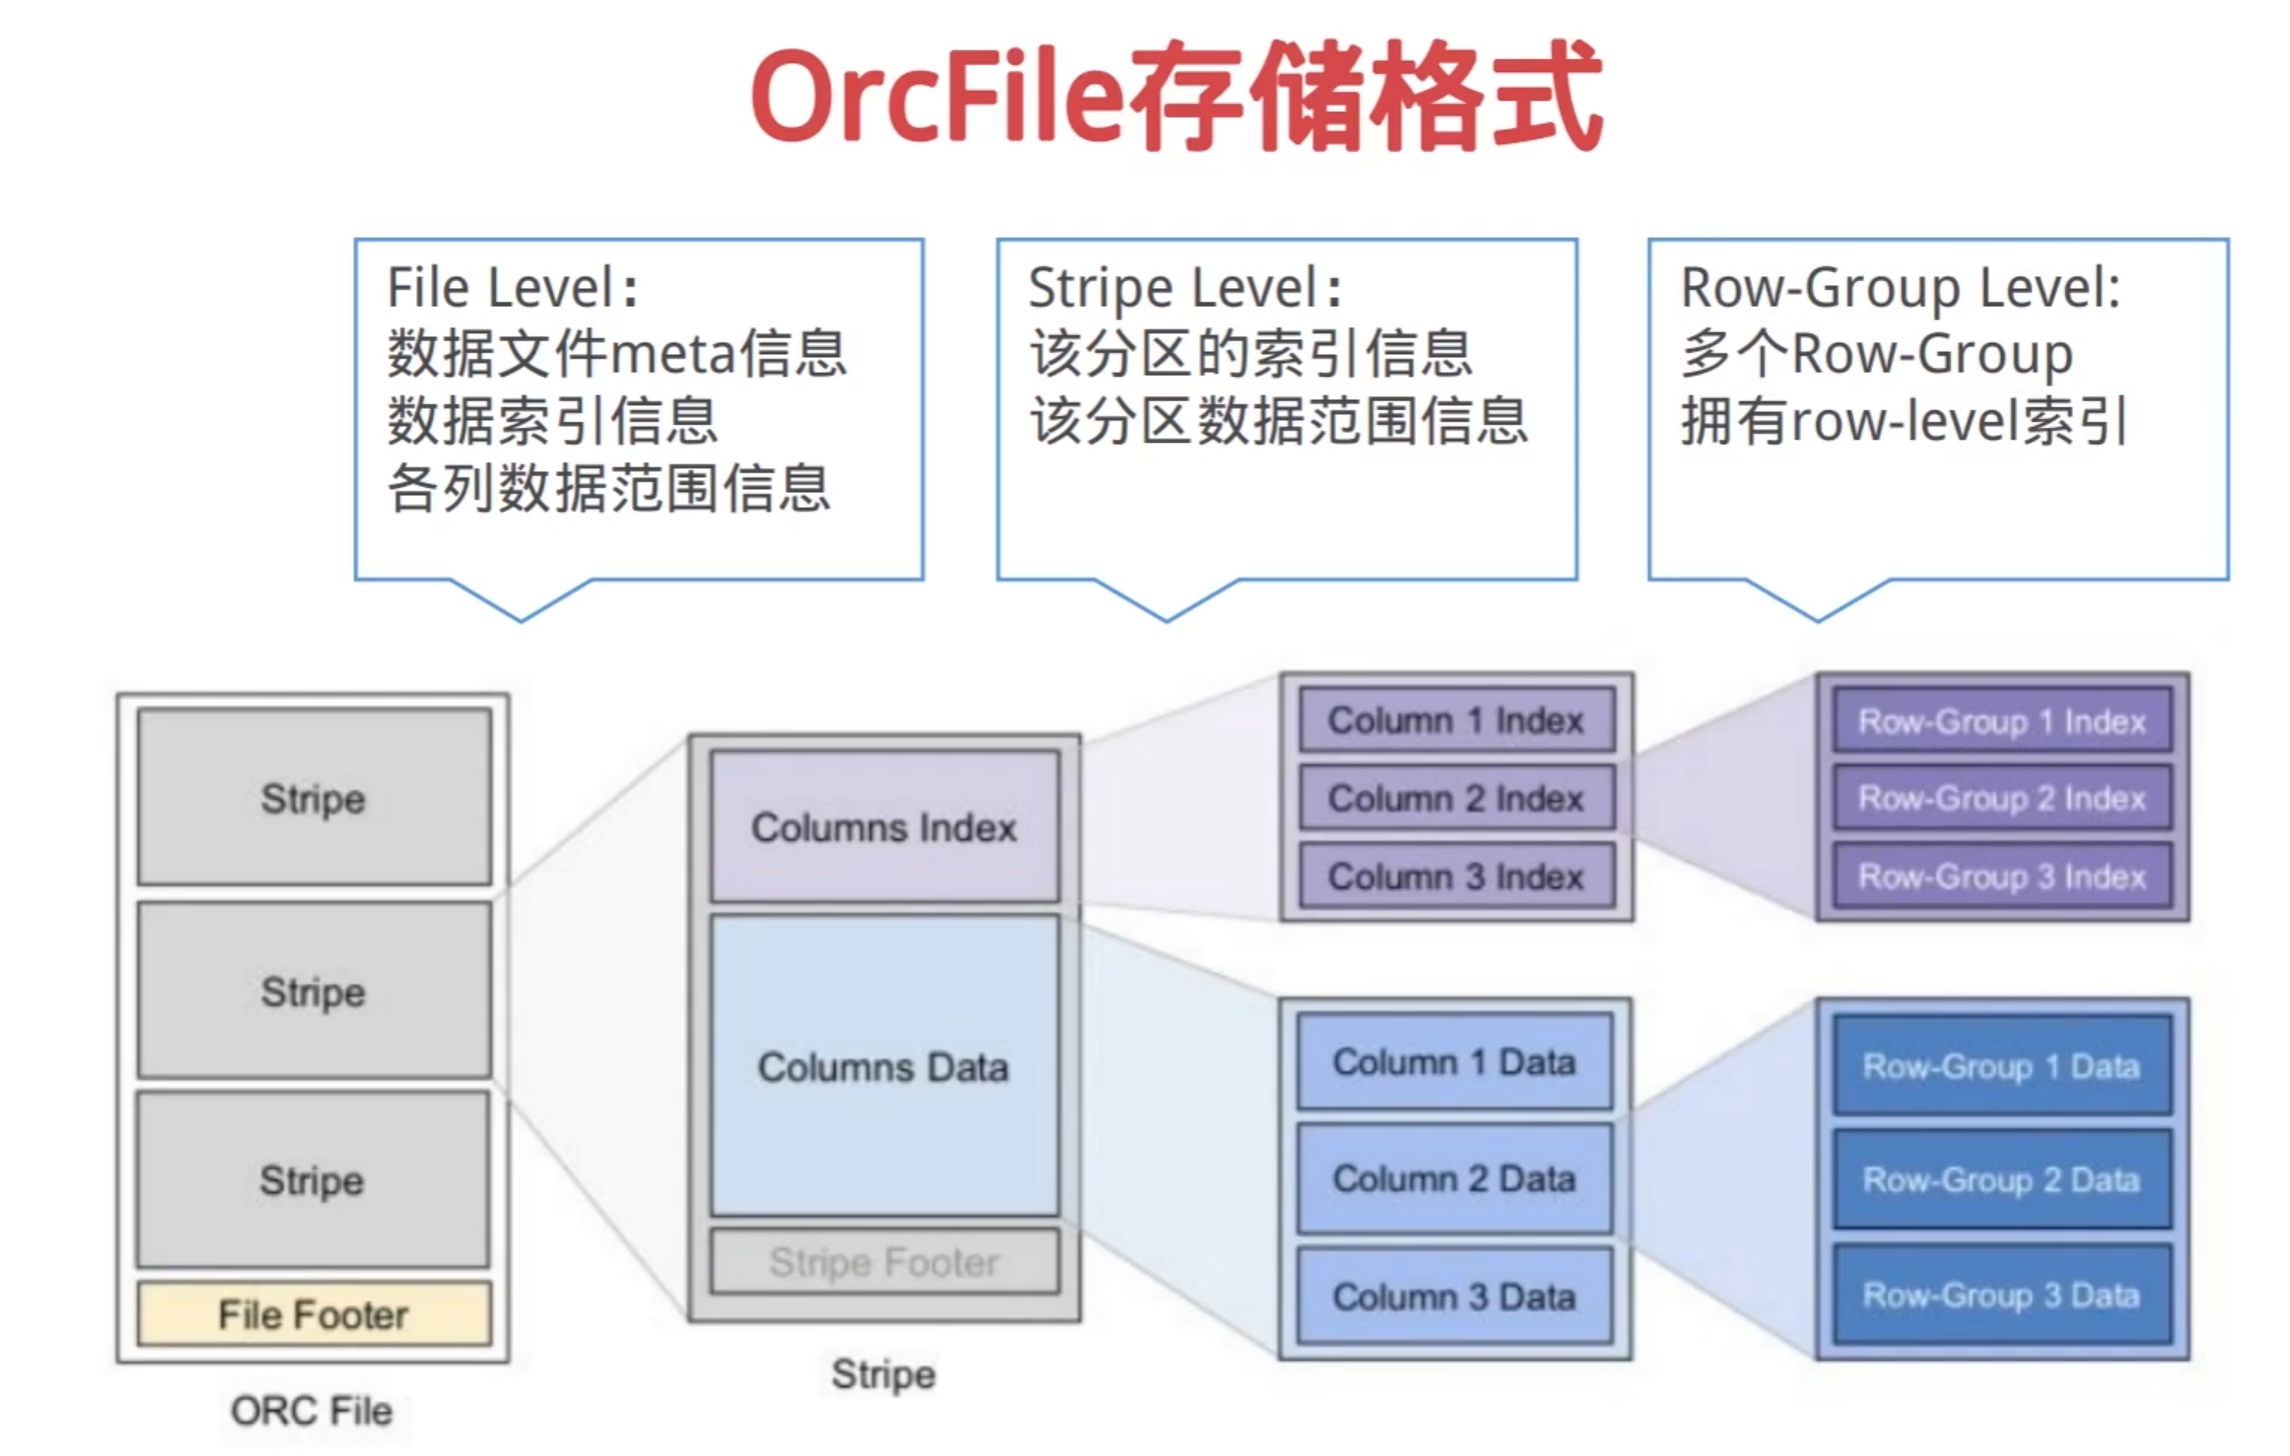 OrcFile存储格式
File Level：
数据文件meta信息
数据索引信息
各列数据范围信息
Stripe Level：
该分区的索引信息
该分区数据范围信息
Row-Group Level:
多个Row-Group
拥有row-level索引
Stripe
Stripe
Stripe
File Footer
ORC File
Columns Index
Columns Data
Stripe Footer
Stripe
Column 1 Index
Column 2 Index
Column 3 Index
Column 1 Data
Column 2 Data
Column 3 Data
Row-Group 1 Index
Row-Group 2 Index
Row-Group 3 Index
Row-Group 1 Data
Row-Group 2 Data
Row-Group 3 Data